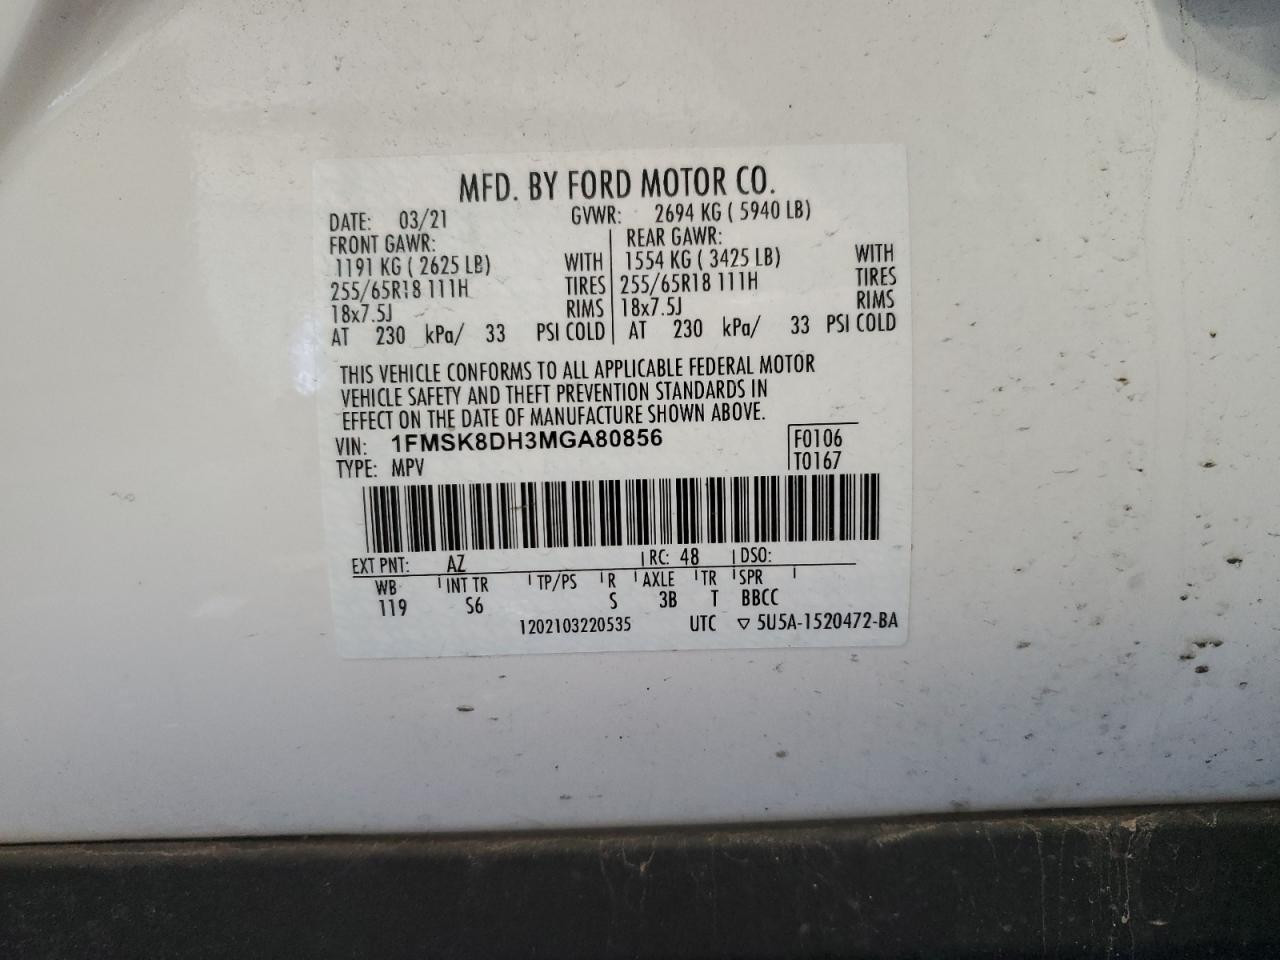 MFD. BY FORD MOTOR CO.
DATE: 03/21 GVWR: 2694 KG ( 5940 LB)
FRONT GAWR: REAR GAWR:
1191 KG ( 2625 LB) WITH 1554 KG ( 3425 LB) WITH
255/65R18 111H TIRES 255/65R18 111H TIRES
18x7.5J RIMS 18x7.5J RIMS
AT 230 kPa/ 33 PSI COLD AT 230 kPa/ 33 PSI COLD
THIS VEHICLE CONFORMS TO ALL APPLICABLE FEDERAL MOTOR
VEHICLE SAFETY AND THEFT PREVENTION STANDARDS IN
EFFECT ON THE DATE OF MANUFACTURE SHOWN ABOVE.
VIN: 1FMSK8DH3MGA80856 F0106
TYPE: MPV T0167
EXT PNT: AZ RC: 48 DSO:
WB INT TR TP/PS R AXLE TR SPR
119 S6 S 3B T BBCC
1202103220535 UTC ▽ 5U5A-1520472-BA